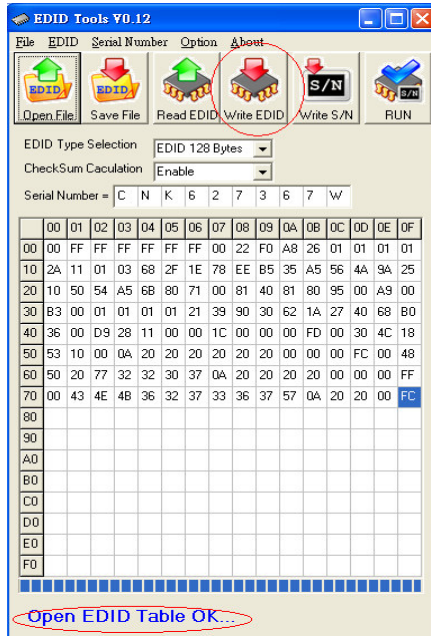 EDID Tools V0.12
File EDID Serial Number Option About
EDID EDID S/N S/N
Open File Save File Read EDID Write EDID Write S/N RUN
EDID Type Selection EDID 128 Bytes
CheckSum Caculation Enable
Serial Number = C N K 6 2 7 3 6 7 W
00 01 02 03 04 05 06 07 08 09 0A 0B 0C 0D 0E 0F
00 00 FF FF FF FF FF FF 00 22 F0 A8 26 01 01 01 01
10 2A 11 01 03 68 2F 1E 78 EE B5 35 A5 56 4A 9A 25
20 10 50 54 A5 6B 80 71 00 81 40 81 80 95 00 A9 00
30 B3 00 01 01 01 01 21 39 90 30 62 1A 27 40 68 B0
40 36 00 D9 28 11 00 00 1C 00 00 00 FD 00 30 4C 18
50 53 10 00 0A 20 20 20 20 20 20 00 00 00 FC 00 48
60 50 20 77 32 32 30 37 0A 20 20 20 20 00 00 00 FF
70 00 43 4E 4B 36 32 37 33 36 37 57 0A 20 20 00 FC
80
90
A0
B0
C0
D0
E0
F0
Open EDID Table OK...